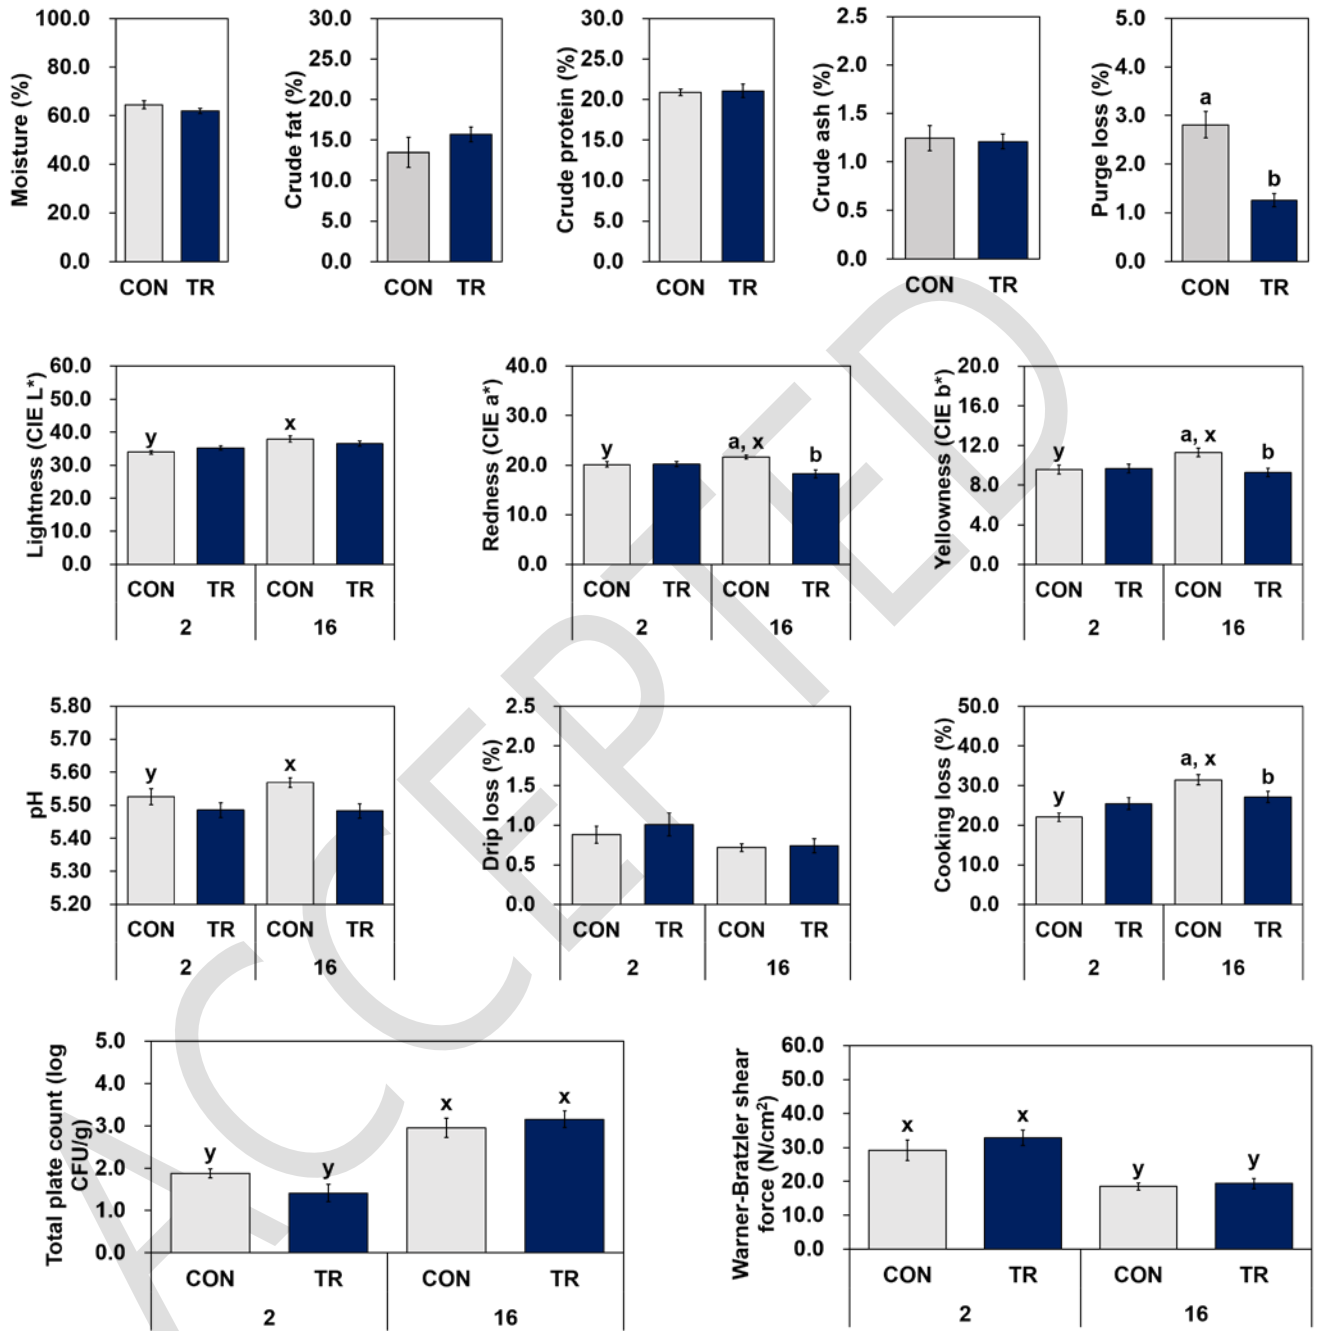 Moisture (%)
100.0
80.0
60.0
40.0
20.0
0.0
CON TR
Crude fat (%)
30.0
25.0
20.0
15.0
10.0
5.0
0.0
CON TR
Crude protein (%)
30.0
25.0
20.0
15.0
10.0
5.0
0.0
CON TR
Crude ash (%)
2.5
2.0
1.5
1.0
0.5
0.0
CON TR
Purge loss (%)
5.0
4.0
3.0
2.0
1.0
0.0
a
b
CON TR
Lightness (CIE L*)
60.0
50.0
40.0
30.0
20.0
10.0
0.0
y
x
CON TR CON TR
2 16
Redness (CIE a*)
40.0
30.0
20.0
10.0
0.0
y
a, x
b
CON TR CON TR
2 16
Yellowness (CIE b*)
20.0
16.0
12.0
8.0
4.0
0.0
y
a, x
b
CON TR CON TR
2 16
pH
5.80
5.70
5.60
5.50
5.40
5.30
5.20
y
x
CON TR CON TR
2 16
Drip loss (%)
2.5
2.0
1.5
1.0
0.5
0.0
CON TR CON TR
2 16
Cooking loss (%)
50.0
40.0
30.0
20.0
10.0
0.0
y
a, x
b
CON TR CON TR
2 16
Total plate count (log
CFU/g)
5.0
4.0
3.0
2.0
1.0
0.0
y
y
x
x
CON TR CON TR
2 16
Warner-Bratzler shear
force (N/cm²)
60.0
50.0
40.0
30.0
20.0
10.0
0.0
x
x
y
y
CON TR CON TR
2 16
ACCEPTED